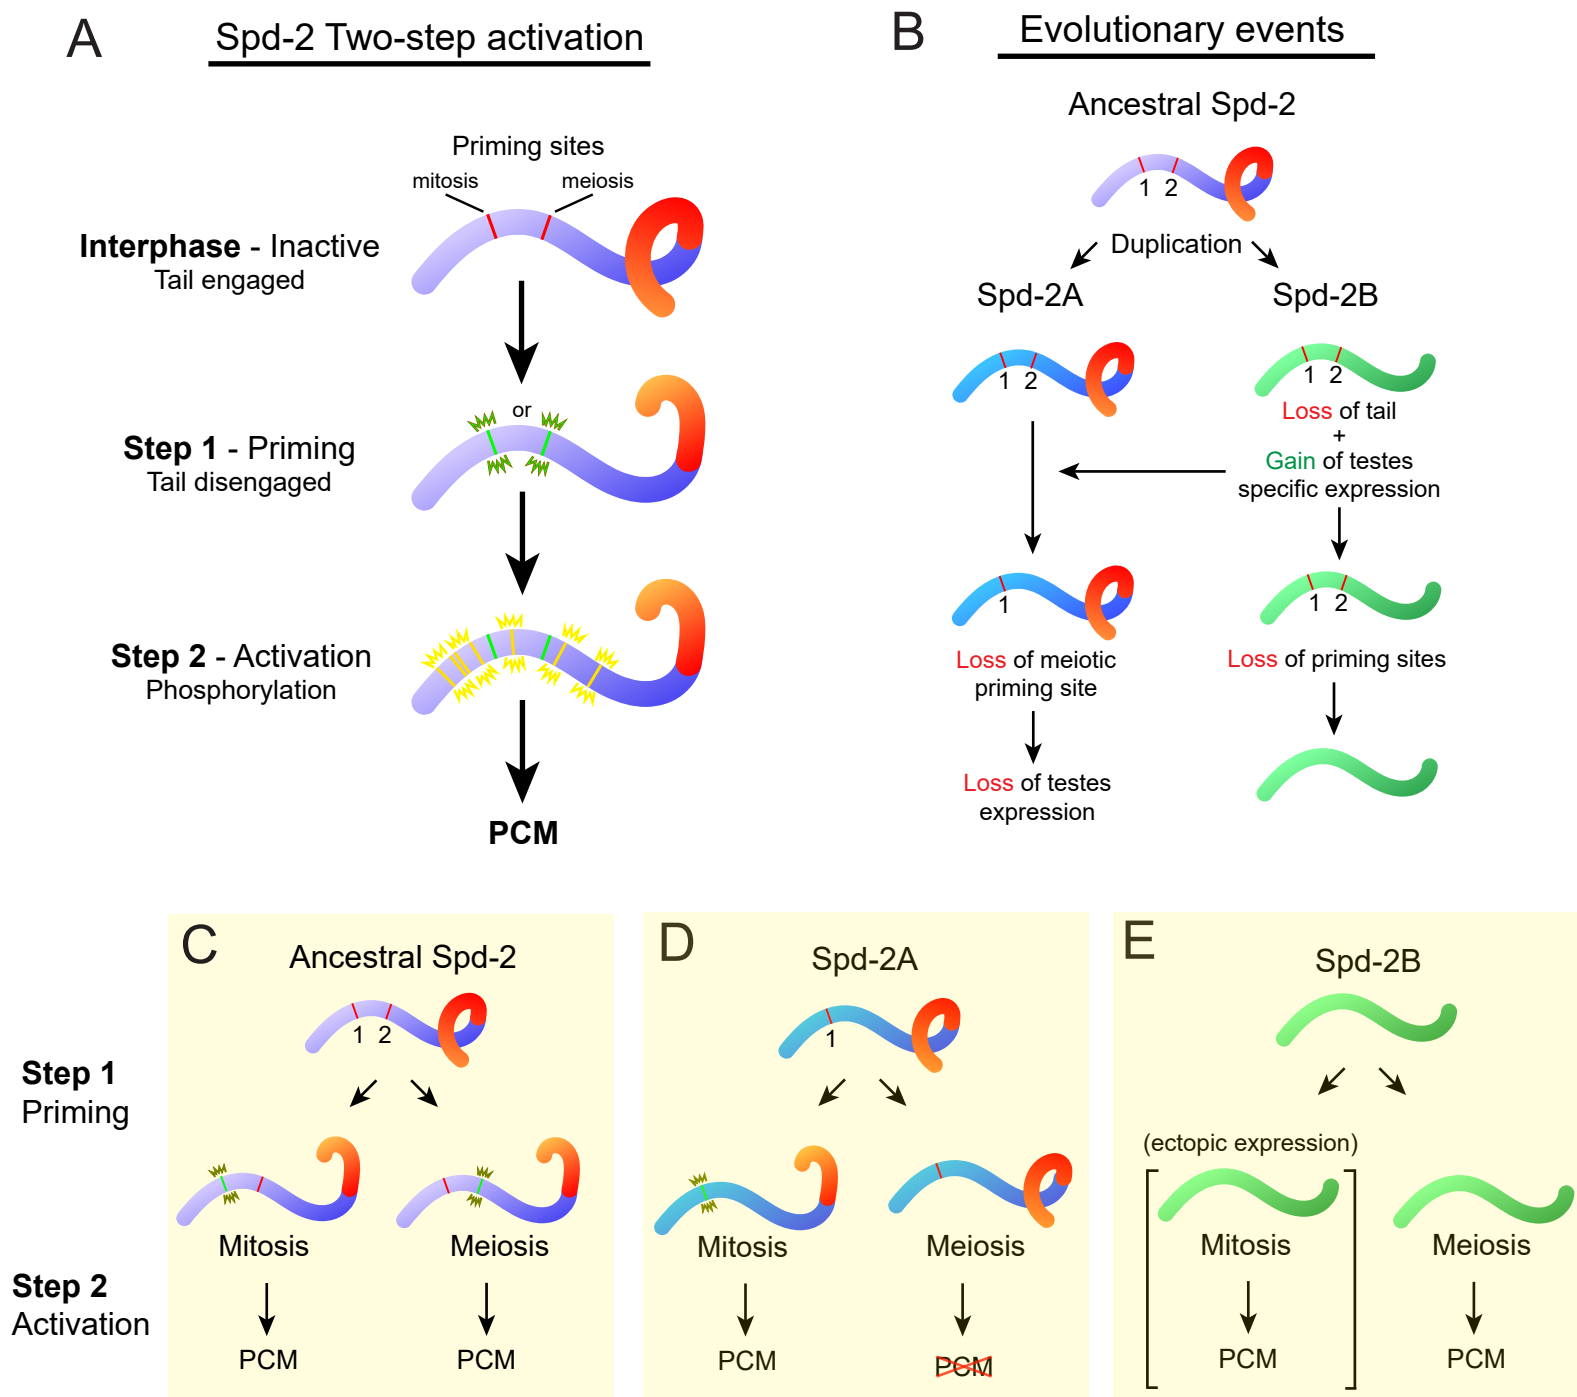 A
Spd-2 Two-step activation
Priming sites
mitosis
meiosis
Interphase - Inactive
Tail engaged
or
Step 1 - Priming
Tail disengaged
Step 2 - Activation
Phosphorylation
PCM
B
Evolutionary events
Ancestral Spd-2
1 2
Duplication
Spd-2A
Spd-2B
1 2
1 2
Loss of tail
+
Gain of testes
specific expression
1
1 2
Loss of meiotic
priming site
Loss of priming sites
Loss of testes
expression
Step 1
Priming
Step 2
Activation
C
Ancestral Spd-2
1 2
Mitosis
Meiosis
PCM
PCM
D
Spd-2A
1
Mitosis
Meiosis
PCM
PCM
E
Spd-2B
(ectopic expression)
Mitosis
Meiosis
PCM
PCM